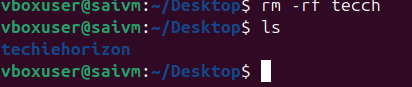 vboxuser@saivm:~/Desktop$ rm -rf tecch
vboxuser@saivm:~/Desktop$ ls
techiehorizon
vboxuser@saivm:~/Desktop$